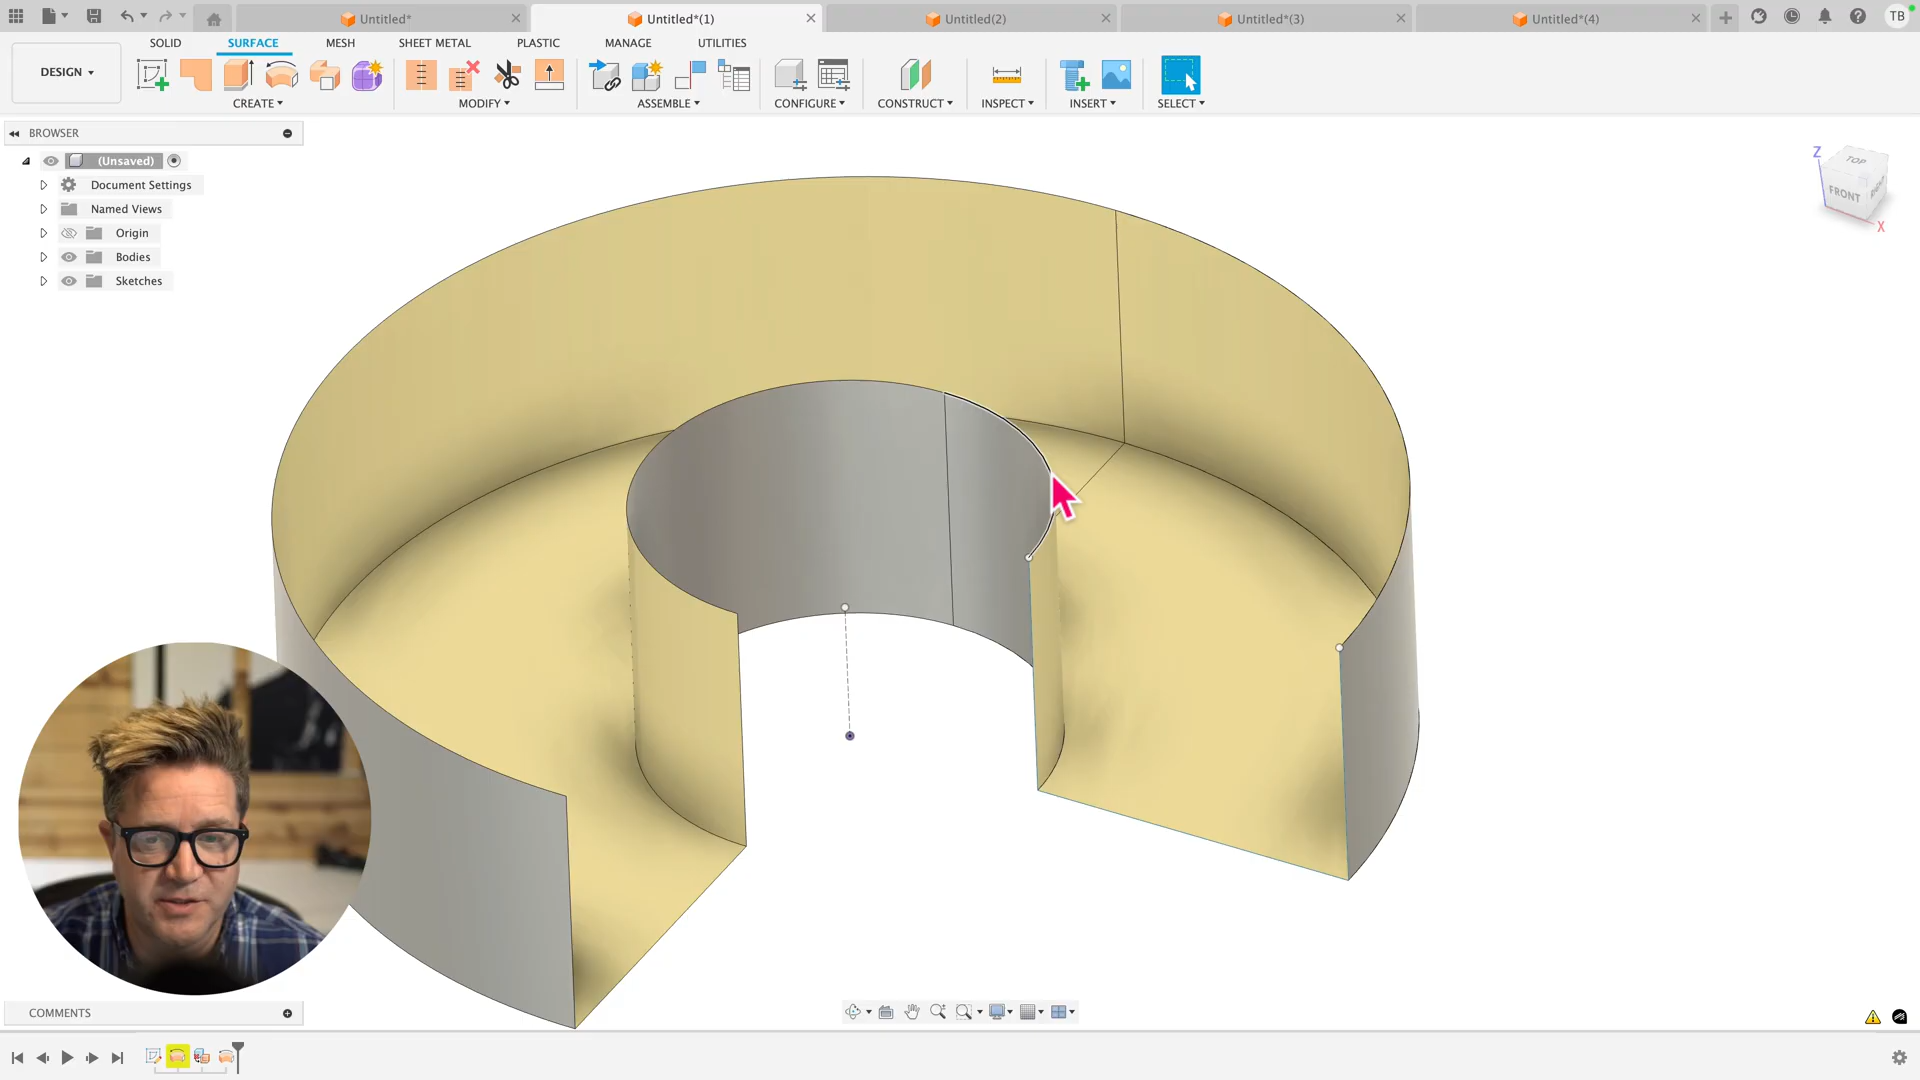 Untitled*
Untitled*(1)
Untitled(2)
Untitled*(3)
Untitled*(4)
TB
DESIGN
SOLID
SURFACE
MESH
SHEET METAL
PLASTIC
MANAGE
UTILITIES
CREATE
MODIFY
ASSEMBLE
CONFIGURE
CONSTRUCT
INSPECT
INSERT
SELECT
BROWSER
(Unsaved)
Document Settings
Named Views
Origin
Bodies
Sketches
Z
TOP
FRONT
RIGHT
X
COMMENTS